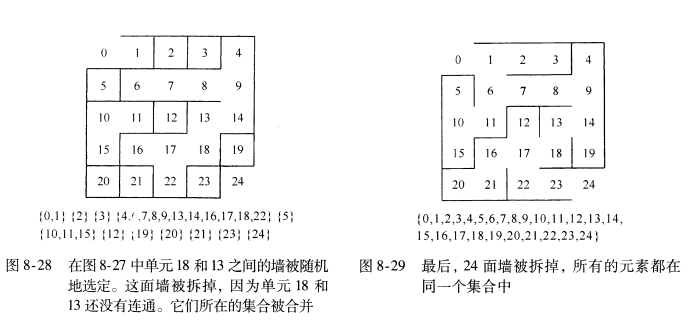 0 1 2 3 4
5 6 7 8 9
10 11 12 13 14
15 16 17 18 19
20 21 22 23 24
{0,1} {2} {3} {4,6,7,8,9,13,14,16,17,18,22} {5}
{10,11,15} {12} {19} {20} {21} {23} {24}
图 8-28 在图8-27 中单元 18 和 13 之间的墙被随机
地选定。这面墙被拆掉，因为单元 18 和
13 还没有连通。它们所在的集合被合并
0 1 2 3 4
5 6 7 8 9
10 11 12 13 14
15 16 17 18 19
20 21 22 23 24
{0,1,2,3,4,5,6,7,8,9,10,11,12,13,14,
15,16,17,18,19,20,21,22,23,24}
图 8-29 最后，24 面墙被拆掉，所有的元素都在
同一个集合中